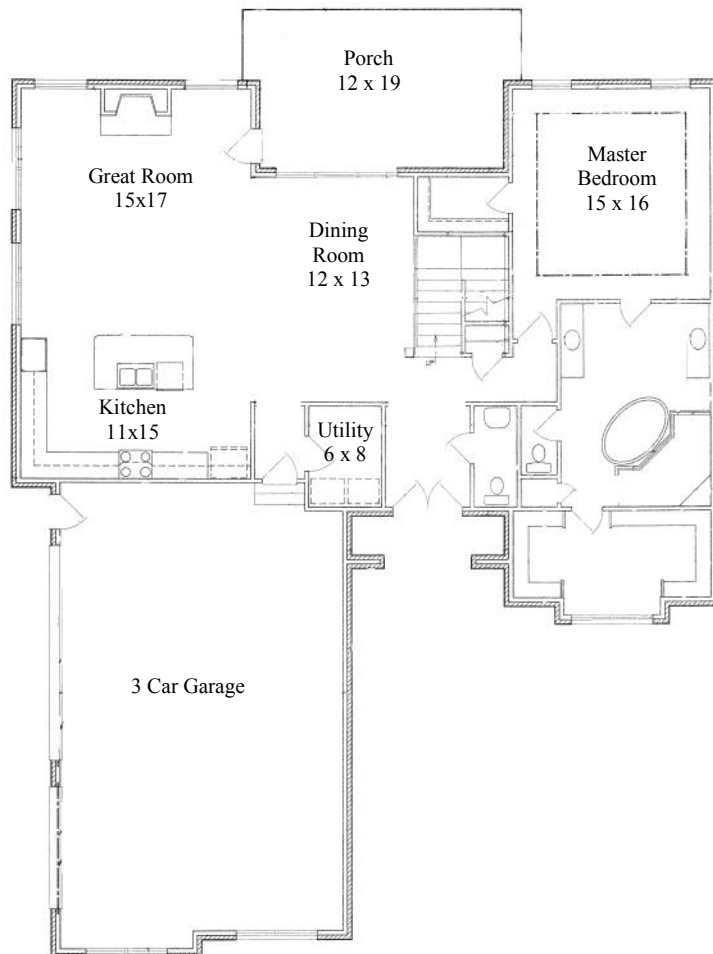 Porch
12 x 19
Great Room
15x17
Master
Bedroom
15 x 16
Dining
Room
12 x 13
Kitchen
11x15
Utility
6 x 8
3 Car Garage